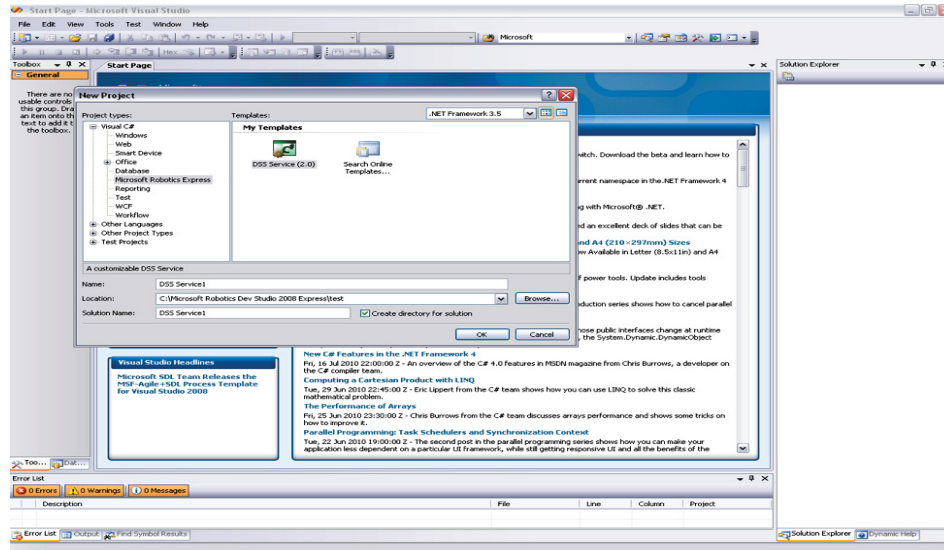 Start Page - Microsoft Visual Studio
File Edit View Tools Test Window Help
Hex
Microsoft
Toolbox
General
There are no
usable controls
this group. Dra
an item onto th
text to add it t
the toolbox.
Start Page
Solution Explorer
New Project
Project types:
Templates:
.NET Framework 3.5
Visual C#
Windows
Web
Smart Device
Office
Database
Microsoft Robotics Express
Reporting
Test
WCF
Workflow
Other Languages
Other Project Types
Test Projects
My Templates
DSS Service (2.0)
Search Online
Templates...
A customizable DSS Service
Name:
DSS Service1
Location:
C:\Microsoft Robotics Dev Studio 2008 Express\test
Browse...
Solution Name:
DSS Service1
Create directory for solution
OK
Cancel
witch. Download the beta and learn how to
rrent namespace in the .NET Framework 4
g with Microsoft® .NET.
ed an excellent deck of slides that can be
nd A4 (210×297mm) Sizes
ew Available in Letter (8.5x11in) and A4
f power tools. Update includes tools
duction series shows how to cancel parallel
hose public interfaces change at runtime
, the System.Dynamic.DynamicObject
Visual Studio Headlines
Microsoft SDL Team Releases the
MSF-Agile+SDL Process Template
for Visual Studio 2008
New C# Features in the .NET Framework 4
Fri, 16 Jul 2010 22:00:00 Z - An overview of the C# 4.0 features in MSDN magazine from Chris Burrows, a developer on
the C# compiler team.
Computing a Cartesian Product with LINQ
Tue, 29 Jun 2010 22:45:00 Z - Eric Lippert from the C# team shows how you can use LINQ to solve this classic
mathematical problem.
The Performance of Arrays
Fri, 25 Jun 2010 23:30:00 Z - Chris Burrows from the C# team discusses arrays performance and shows some tricks on
how to improve it.
Parallel Programming: Task Schedulers and Synchronization Context
Tue, 22 Jun 2010 19:00:00 Z - The second post in the parallel programming series shows how you can make your
application less dependent on a particular UI framework, while still getting responsive UI and all the benefits of the
Too... Dat...
Error List
0 Errors 0 Warnings 0 Messages
Description File Line Column Project
Error List Output Find Symbol Results
Solution Explorer Dynamic Help